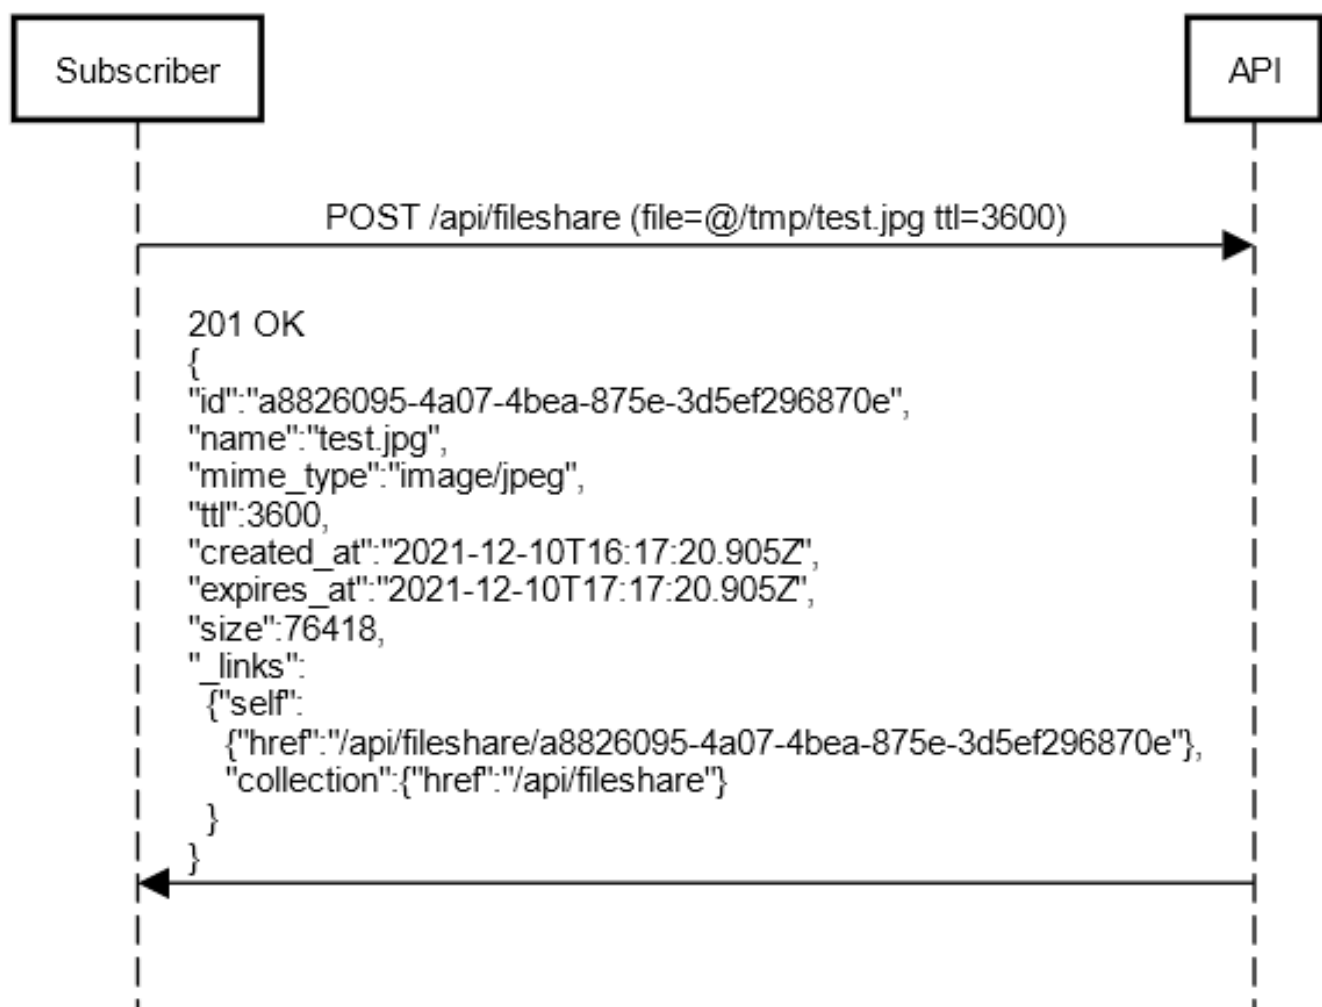 Subscriber
API
POST /api/fileshare (file=@/tmp/test.jpg ttl=3600)
201 OK
{
"id":"a8826095-4a07-4bea-875e-3d5ef296870e",
"name":"test.jpg",
"mime_type":"image/jpeg",
"ttl":3600,
"created_at":"2021-12-10T16:17:20.905Z",
"expires_at":"2021-12-10T17:17:20.905Z",
"size":76418,
"_links":
{"self":
{"href":"/api/fileshare/a8826095-4a07-4bea-875e-3d5ef296870e"},
"collection":{"href":"/api/fileshare"}
}
}